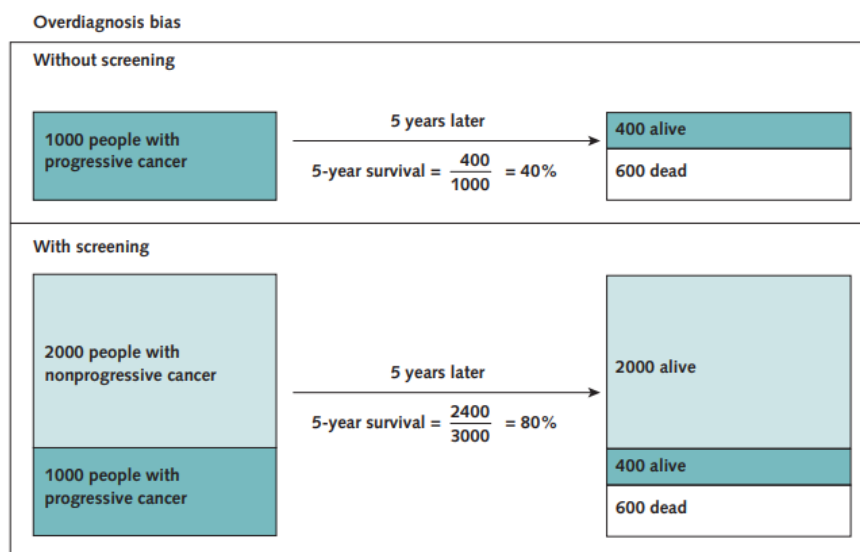 Overdiagnosis bias
Without screening
1000 people with
progressive cancer
5 years later
5-year survival = 400/1000 = 40%
400 alive
600 dead
With screening
2000 people with
nonprogressive cancer
1000 people with
progressive cancer
5 years later
5-year survival = 2400/3000 = 80%
2000 alive
400 alive
600 dead